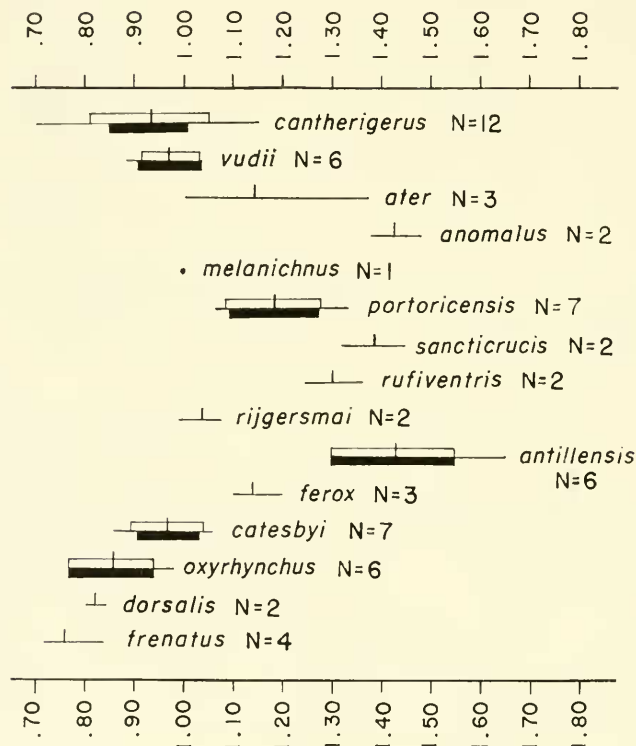 .70 .80 .90 1.00 1.10 1.20 1.30 1.40 1.50 1.60 1.70 1.80
cantherigerus N=12
vudii N=6
ater N=3
anomalus N=2
melanichnus N=1
portoricensis N=7
sancticrucis N=2
rufiventris N=2
rijgersmai N=2
antillensis
N=6
ferox N=3
catesbyi N=7
oxyrhynchus N=6
dorsalis N=2
frenatus N=4
.70 .80 .90 1.00 1.10 1.20 1.30 1.40 1.50 1.60 1.70 1.80